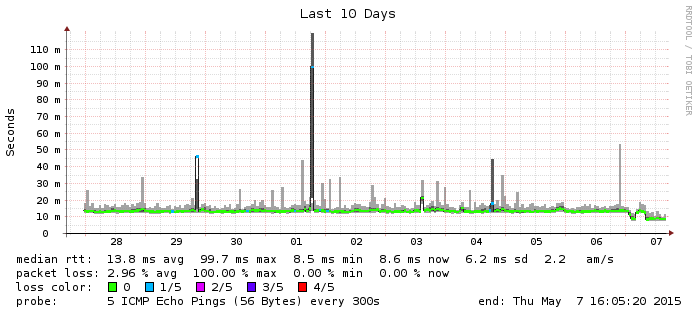 Last 10 Days
RRDTOOL / TOBI OETIKER
Seconds
110 m
100 m
90 m
80 m
70 m
60 m
50 m
40 m
30 m
20 m
10 m
0
28 29 30 01 02 03 04 05 06 07
median rtt: 13.8 ms avg 99.7 ms max 8.5 ms min 8.6 ms now 6.2 ms sd 2.2 am/s
packet loss: 2.96 % avg 100.00 % max 0.00 % min 0.00 % now
loss color: 0 1/5 2/5 3/5 4/5
probe: 5 ICMP Echo Pings (56 Bytes) every 300s end: Thu May 7 16:05:20 2015